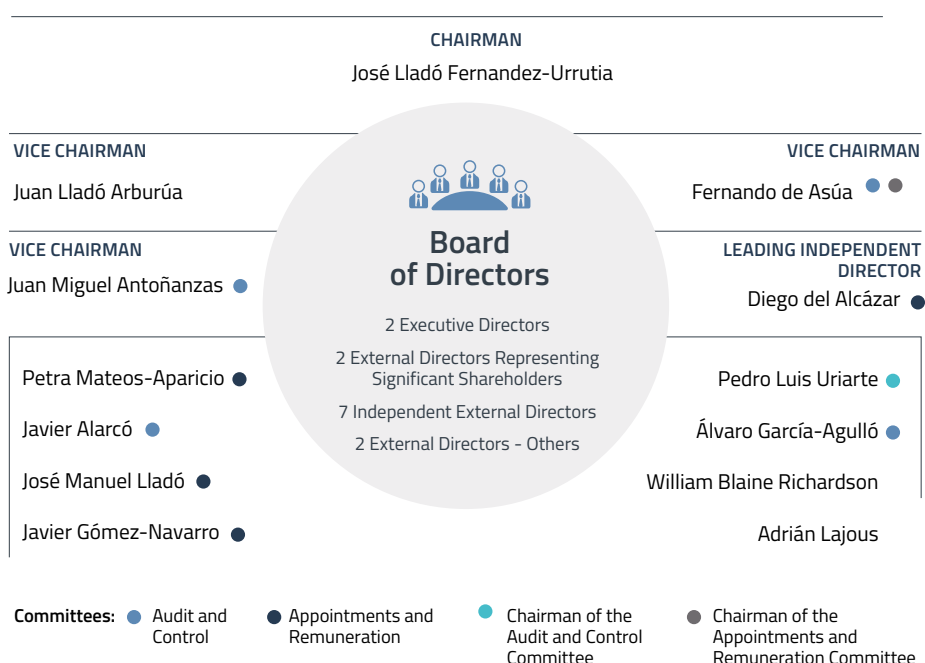 CHAIRMAN
José Lladó Fernandez-Urrutia
VICE CHAIRMAN
Juan Lladó Arburúa
VICE CHAIRMAN
Fernando de Asúa
VICE CHAIRMAN
Juan Miguel Antoñanzas
LEADING INDEPENDENT
DIRECTOR
Diego del Alcázar
Board
of Directors
2 Executive Directors
2 External Directors Representing
Significant Shareholders
7 Independent External Directors
2 External Directors - Others
Petra Mateos-Aparicio
Javier Alarcó
José Manuel Lladó
Javier Gómez-Navarro
Pedro Luis Uriarte
Álvaro García-Agulló
William Blaine Richardson
Adrián Lajous
Committees:
Audit and
Control
Appointments and
Remuneration
Chairman of the
Audit and Control
Committee
Chairman of the
Appointments and
Remuneration Committee